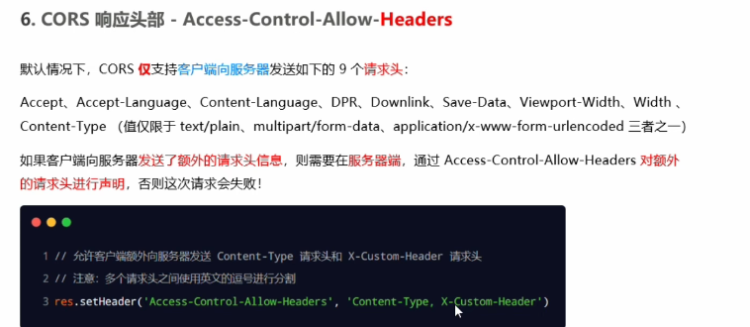 6. CORS 响应头部 - Access-Control-Allow-Headers
默认情况下，CORS 仅支持客户端向服务器发送如下的 9 个请求头：
Accept、Accept-Language、Content-Language、DPR、Downlink、Save-Data、Viewport-Width、Width 、
Content-Type （值仅限于 text/plain、multipart/form-data、application/x-www-form-urlencoded 三者之一）
如果客户端向服务器发送了额外的请求头信息，则需要在服务器端，通过 Access-Control-Allow-Headers 对额外
的请求头进行声明，否则这次请求会失败！
1 // 允许客户端额外向服务器发送 Content-Type 请求头和 X-Custom-Header 请求头
2 // 注意：多个请求头之间使用英文的逗号进行分割
3 res.setHeader('Access-Control-Allow-Headers', 'Content-Type, X-Custom-Header')